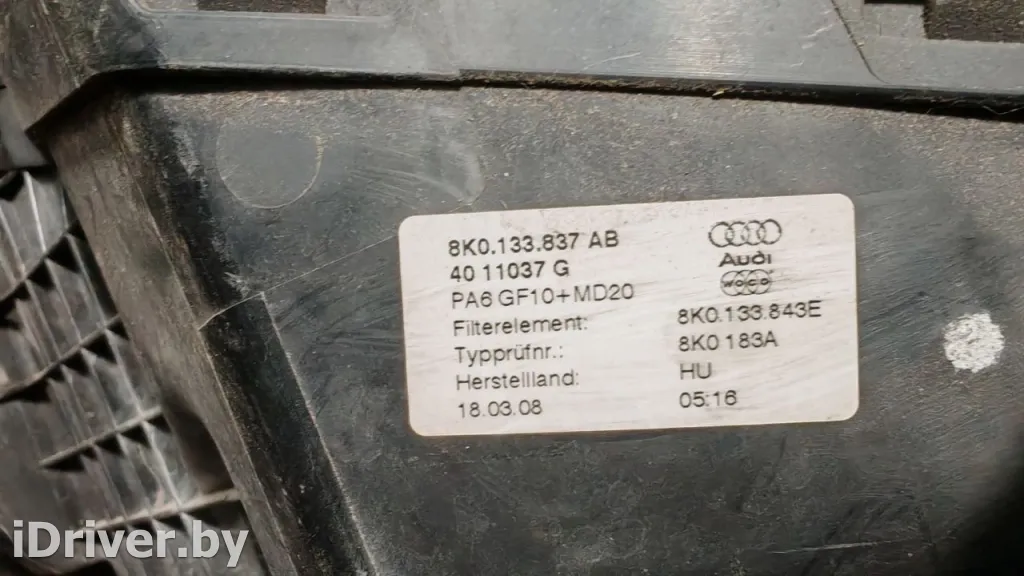 8K0.133.837 AB
40 11037 G
Audi
PA6 GF10+MD20
WOCO
Filterelement: 8K0.133.843E
Typprüfnr.: 8K0 183A
Herstellland: HU
18.03.08 05:16
iDriver.by